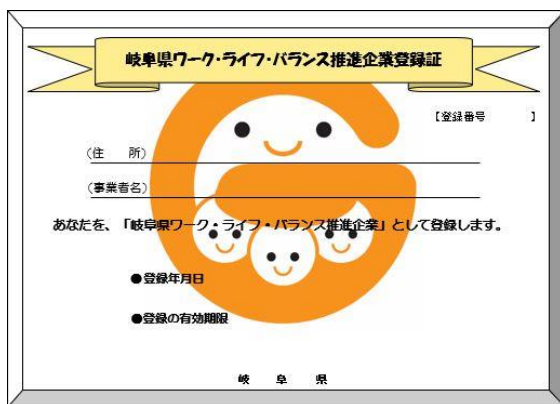 岐阜県ワーク・ライフ・バランス推進企業登録証
【登録番号　　　】
（住　所）
（事業者名）
あなたを、「岐阜県ワーク・ライフ・バランス推進企業」として登録します。
●登録年月日
●登録の有効期限
岐　阜　県